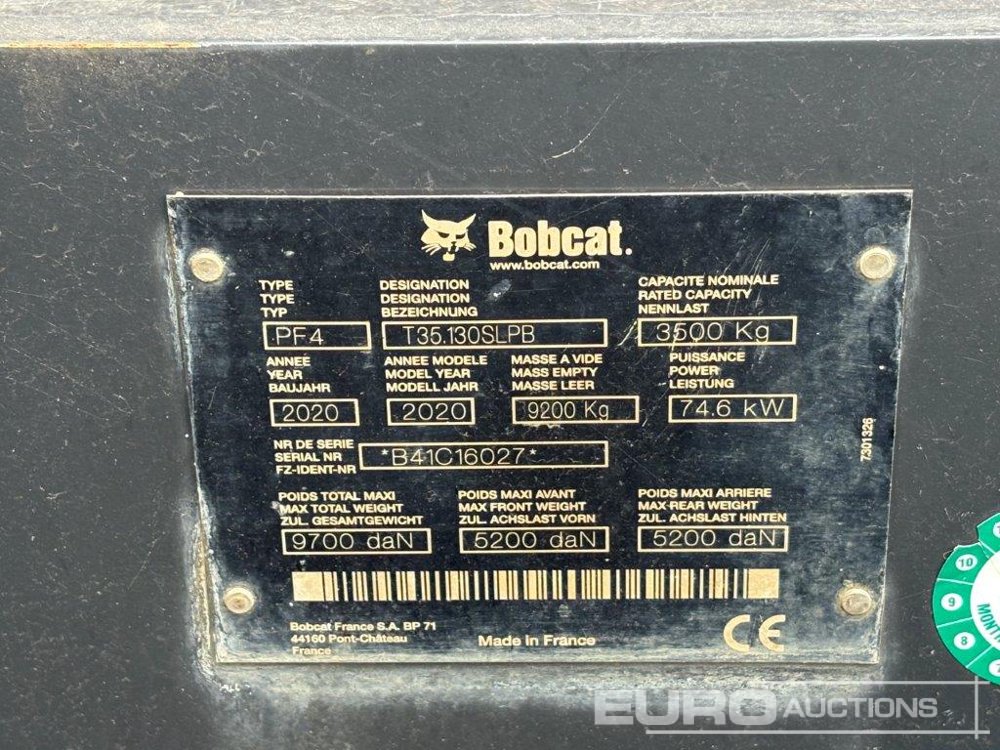 Bobcat.
www.bobcat.com
TYPE DESIGNATION CAPACITE NOMINALE
TYPE DESIGNATION RATED CAPACITY
TYP BEZEICHNUNG NENNLAST
PF4 T35.130SLPB 3500 Kg
ANNEE ANNEE MODELE MASSE A VIDE PUISSANCE
YEAR MODEL YEAR MASS EMPTY POWER
BAUJAHR MODELL JAHR MASSE LEER LEISTUNG
2020 2020 9200 Kg 74.6 kW
NR DE SERIE
SERIAL NR
FZ-IDENT-NR
*B41C16027*
7301326
POIDS TOTAL MAXI POIDS MAXI AVANT POIDS MAXI ARRIERE
MAX TOTAL WEIGHT MAX FRONT WEIGHT MAX REAR WEIGHT
ZUL. GESAMTGEWICHT ZUL. ACHSLAST VORN ZUL. ACHSLAST HINTEN
9700 daN 5200 daN 5200 daN
Bobcat France S.A. BP 71
44160 Pont-Château
France
Made in France
CE
10
9
8
EURO AUCTIONS